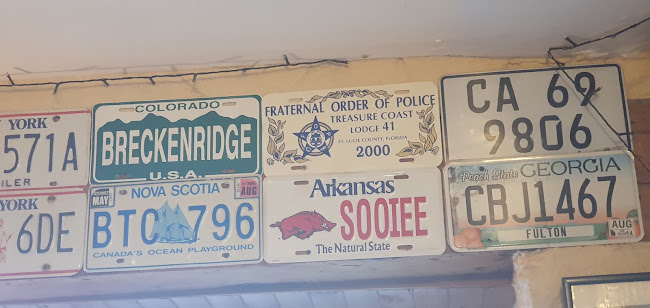 YORK
571A
ILER
COLORADO
BRECKENRIDGE
U.S.A.
FRATERNAL ORDER OF POLICE
TREASURE COAST
LODGE 41
ST. LUCIE COUNTY, FLORIDA
2000
CA 69
9806
YORK
6DE
MAY
NOVA SCOTIA
AUG
BTC 796
CANADA'S OCEAN PLAYGROUND
Arkansas
SOOIEE
The Natural State
Peach State GEORGIA
CBJ1467
FULTON
AUG